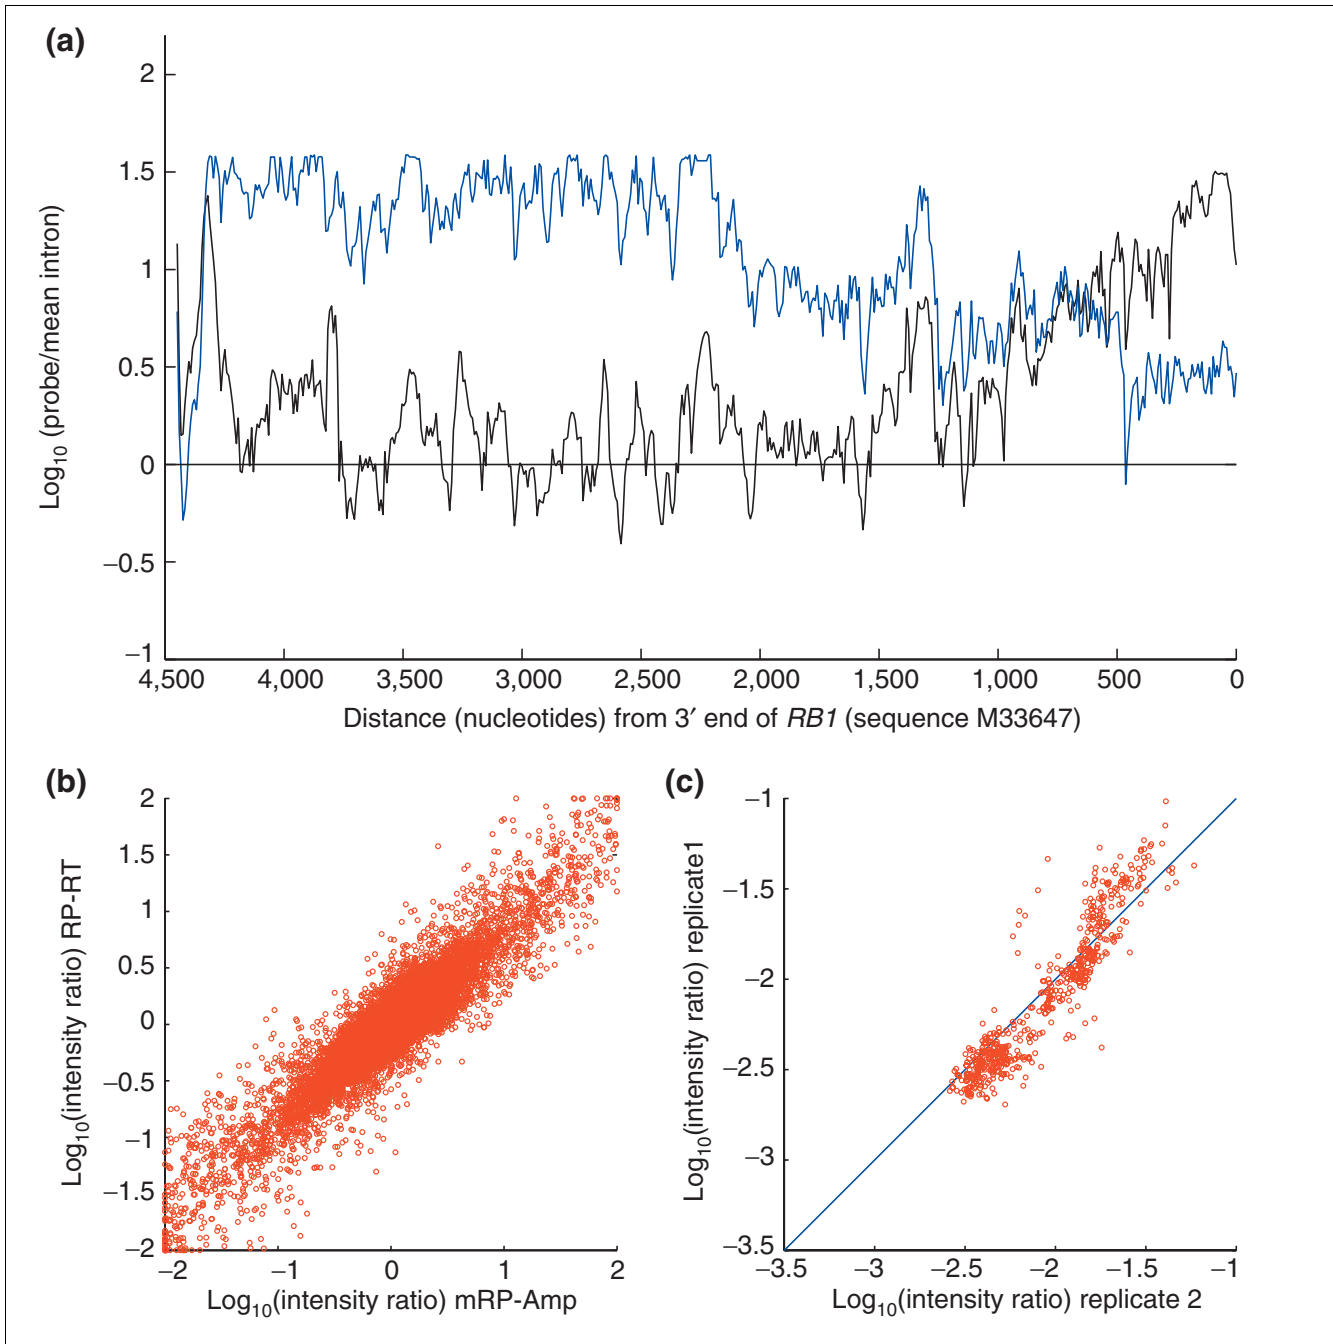 (a)
2
1.5
1
0.5
0
−0.5
−1
Log10 (probe/mean intron)
4,500 4,000 3,500 3,000 2,500 2,000 1,500 1,000 500 0
Distance (nucleotides) from 3′ end of RB1 (sequence M33647)
(b)
2
1.5
1
0.5
0
−0.5
−1
−1.5
−2
Log10(intensity ratio) RP-RT
−2 −1 0 1 2
Log10(intensity ratio) mRP-Amp
(c)
−1
−1.5
−2
−2.5
−3
−3.5
Log10(intensity ratio) replicate1
−3.5 −3 −2.5 −2 −1.5 −1
Log10(intensity ratio) replicate 2